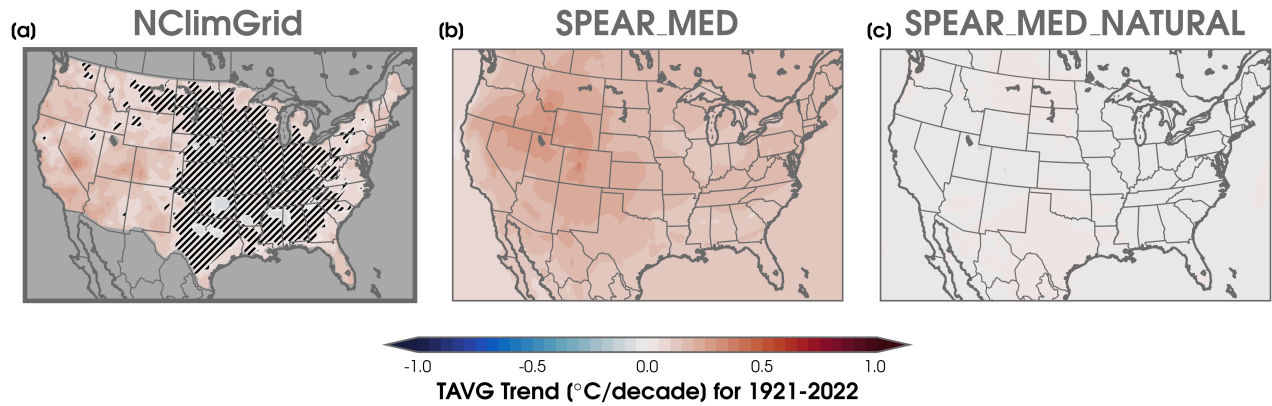 (a) NClimGrid
(b) SPEAR_MED
(c) SPEAR_MED_NATURAL
-1.0 -0.5 0.0 0.5 1.0
TAVG Trend (°C/decade) for 1921-2022